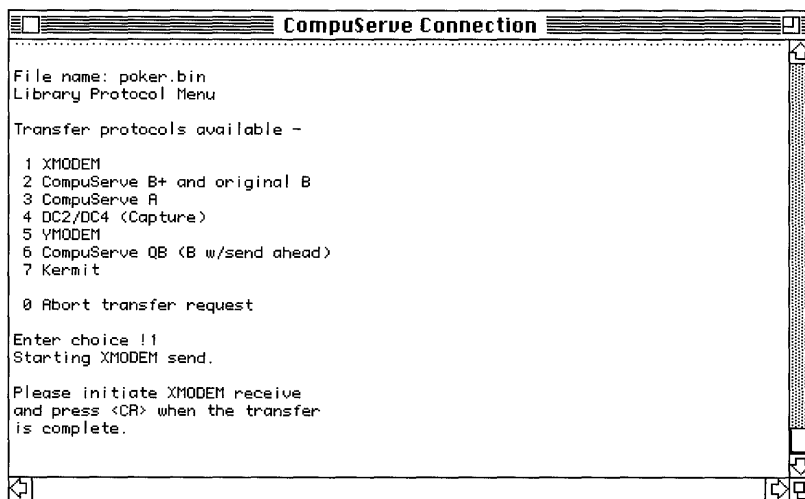 CompuServe Connection
File name: poker.bin
Library Protocol Menu
Transfer protocols available -
1 XMODEM
2 CompuServe B+ and original B
3 CompuServe A
4 DC2/DC4 (Capture)
5 YMODEM
6 CompuServe QB (B w/send ahead)
7 Kermit
0 Abort transfer request
Enter choice !1
Starting XMODEM send.
Please initiate XMODEM receive
and press <CR> when the transfer
is complete.